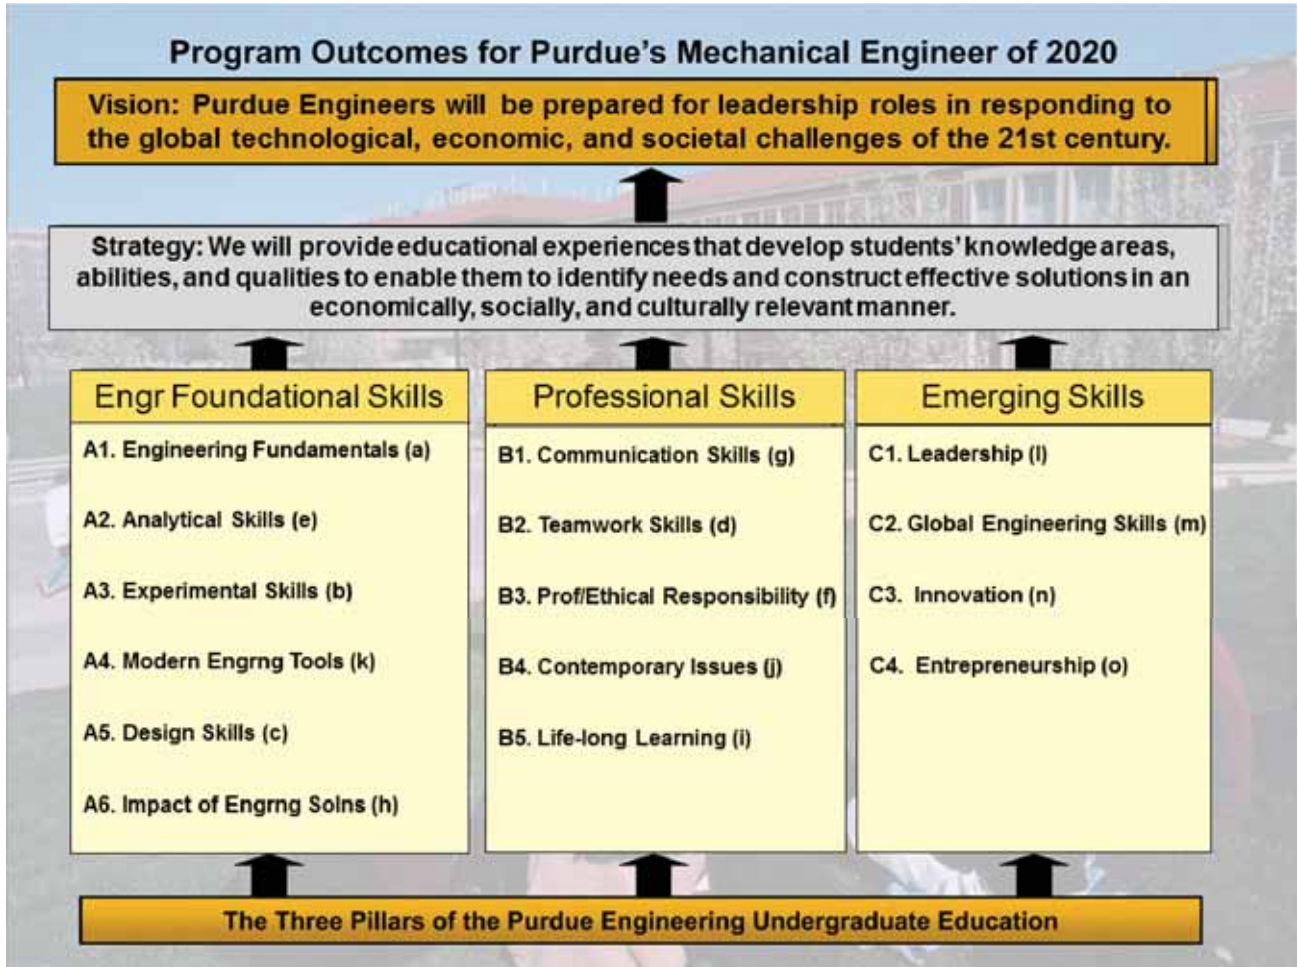 Program Outcomes for Purdue's Mechanical Engineer of 2020
Vision: Purdue Engineers will be prepared for leadership roles in responding to
the global technological, economic, and societal challenges of the 21st century.
Strategy: We will provide educational experiences that develop students' knowledge areas,
abilities, and qualities to enable them to identify needs and construct effective solutions in an
economically, socially, and culturally relevant manner.
Engr Foundational Skills
A1. Engineering Fundamentals (a)
A2. Analytical Skills (e)
A3. Experimental Skills (b)
A4. Modern Engrng Tools (k)
A5. Design Skills (c)
A6. Impact of Engrng Solns (h)
Professional Skills
B1. Communication Skills (g)
B2. Teamwork Skills (d)
B3. Prof/Ethical Responsibility (f)
B4. Contemporary Issues (j)
B5. Life-long Learning (i)
Emerging Skills
C1. Leadership (l)
C2. Global Engineering Skills (m)
C3. Innovation (n)
C4. Entrepreneurship (o)
The Three Pillars of the Purdue Engineering Undergraduate Education